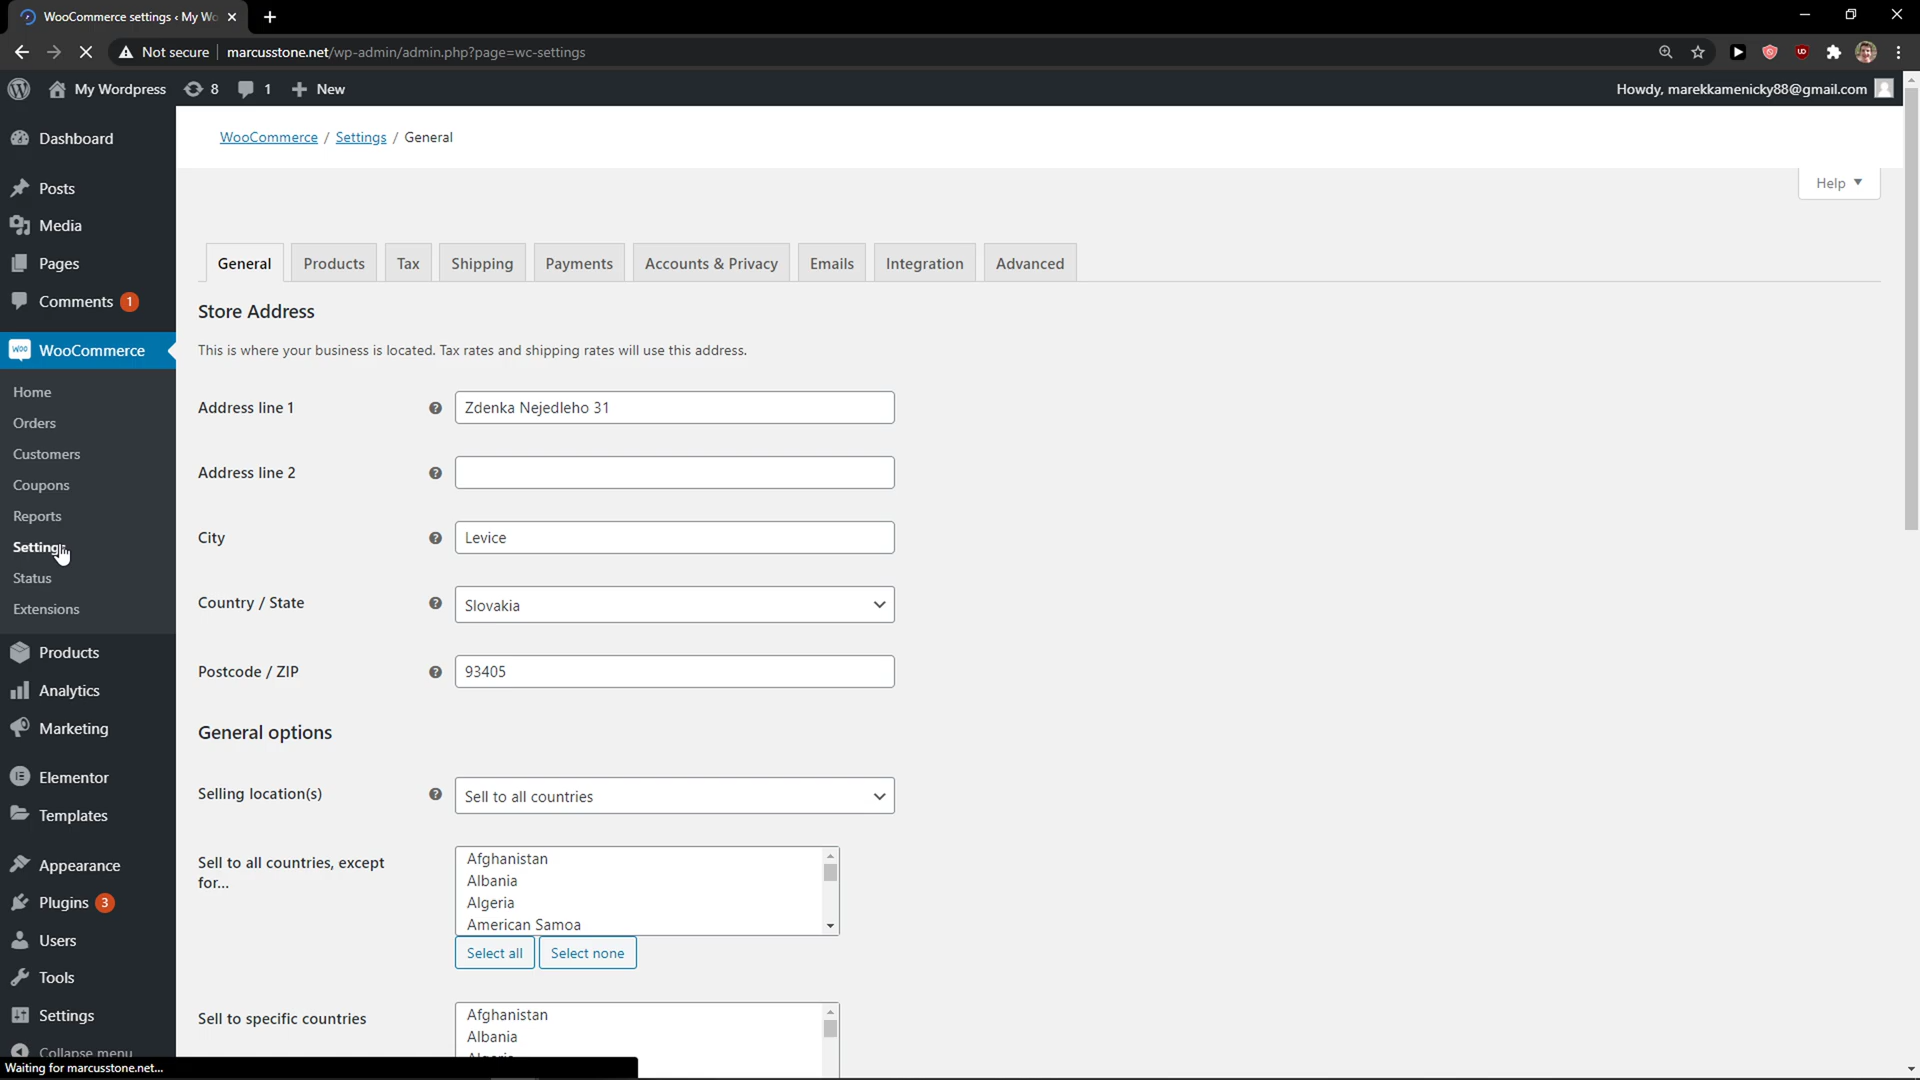 WooCommerce settings ‹ My Wo
Not secure
marcusstone.net/wp-admin/admin.php?page=wc-settings
My Wordpress
8
1
New
Howdy, marekkamenicky88@gmail.com
Dashboard
Posts
Media
Pages
Comments 1
WooCommerce
Home
Orders
Customers
Coupons
Reports
Settings
Status
Extensions
Products
Analytics
Marketing
Elementor
Templates
Appearance
Plugins 3
Users
Tools
Settings
Collapse menu
Waiting for marcusstone.net...
WooCommerce / Settings / General
Help
General
Products
Tax
Shipping
Payments
Accounts & Privacy
Emails
Integration
Advanced
Store Address
This is where your business is located. Tax rates and shipping rates will use this address.
Address line 1
Zdenka Nejedleho 31
Address line 2
City
Levice
Country / State
Slovakia
Postcode / ZIP
93405
General options
Selling location(s)
Sell to all countries
Sell to all countries, except
for...
Afghanistan
Albania
Algeria
American Samoa
Select all
Select none
Sell to specific countries
Afghanistan
Albania
Algeria